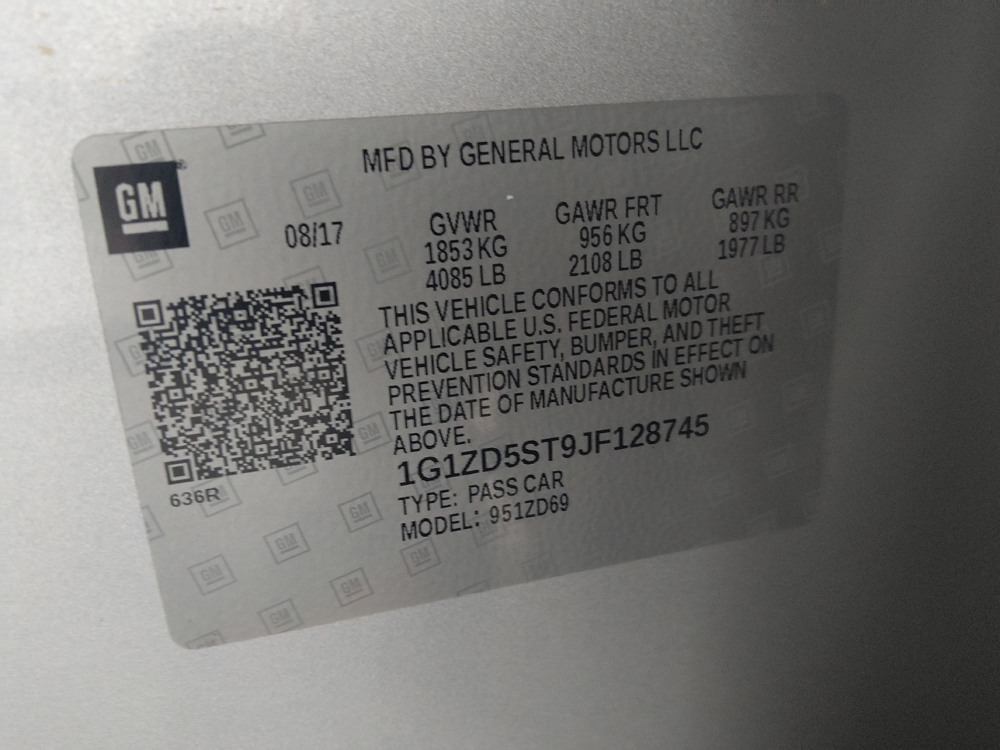 MFD BY GENERAL MOTORS LLC
GM
08/17
GVWR GAWR FRT GAWR RR
1853 KG 956 KG 897 KG
4085 LB 2108 LB 1977 LB
THIS VEHICLE CONFORMS TO ALL
APPLICABLE U.S. FEDERAL MOTOR
VEHICLE SAFETY, BUMPER, AND THEFT
PREVENTION STANDARDS IN EFFECT ON
THE DATE OF MANUFACTURE SHOWN
ABOVE.
1G1ZD5ST9JF128745
636R
TYPE: PASS CAR
MODEL: 951ZD69